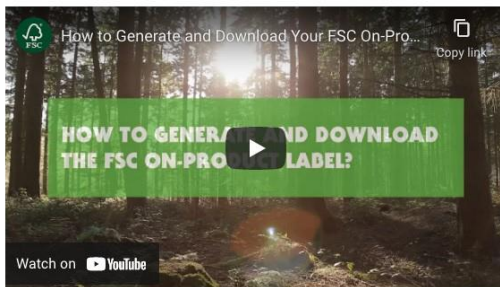 FSC
How to Generate and Download Your FSC On-Pro...
Copy link
HOW TO GENERATE AND DOWNLOAD
THE FSC ON-PRODUCT LABEL?
Watch on YouTube